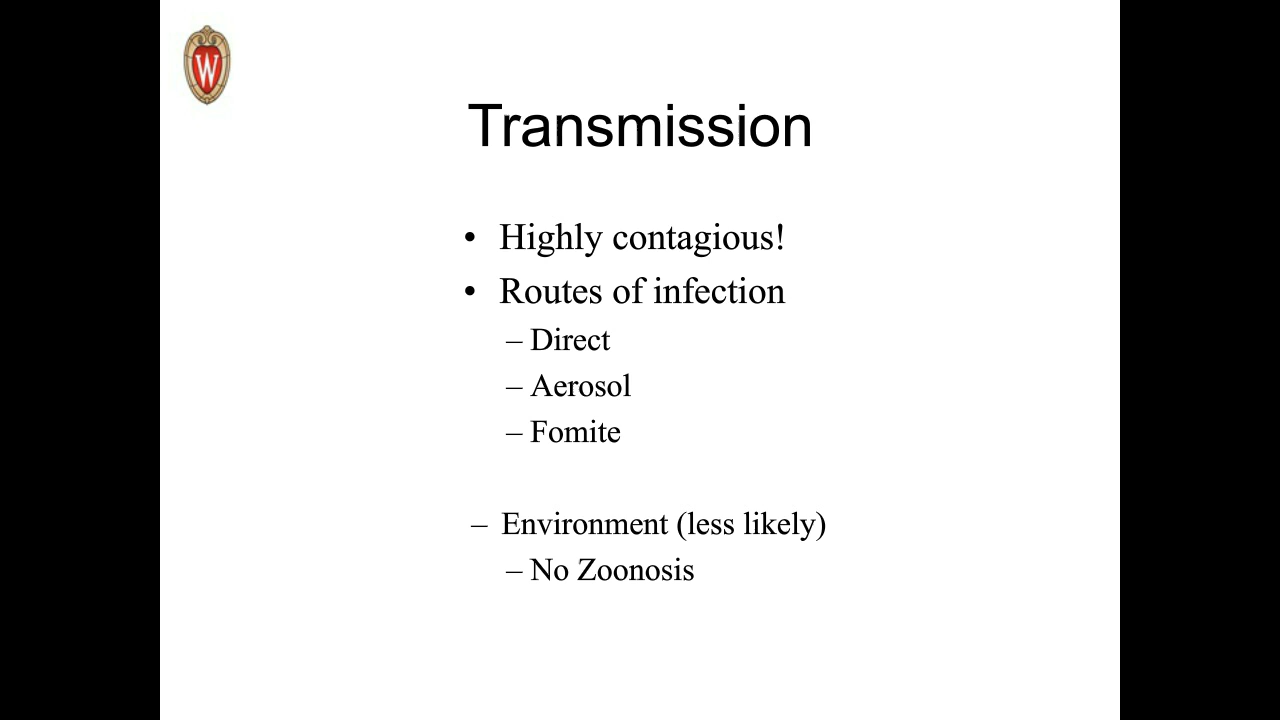 W
Transmission
• Highly contagious!
• Routes of infection
– Direct
– Aerosol
– Fomite
– Environment (less likely)
– No Zoonosis